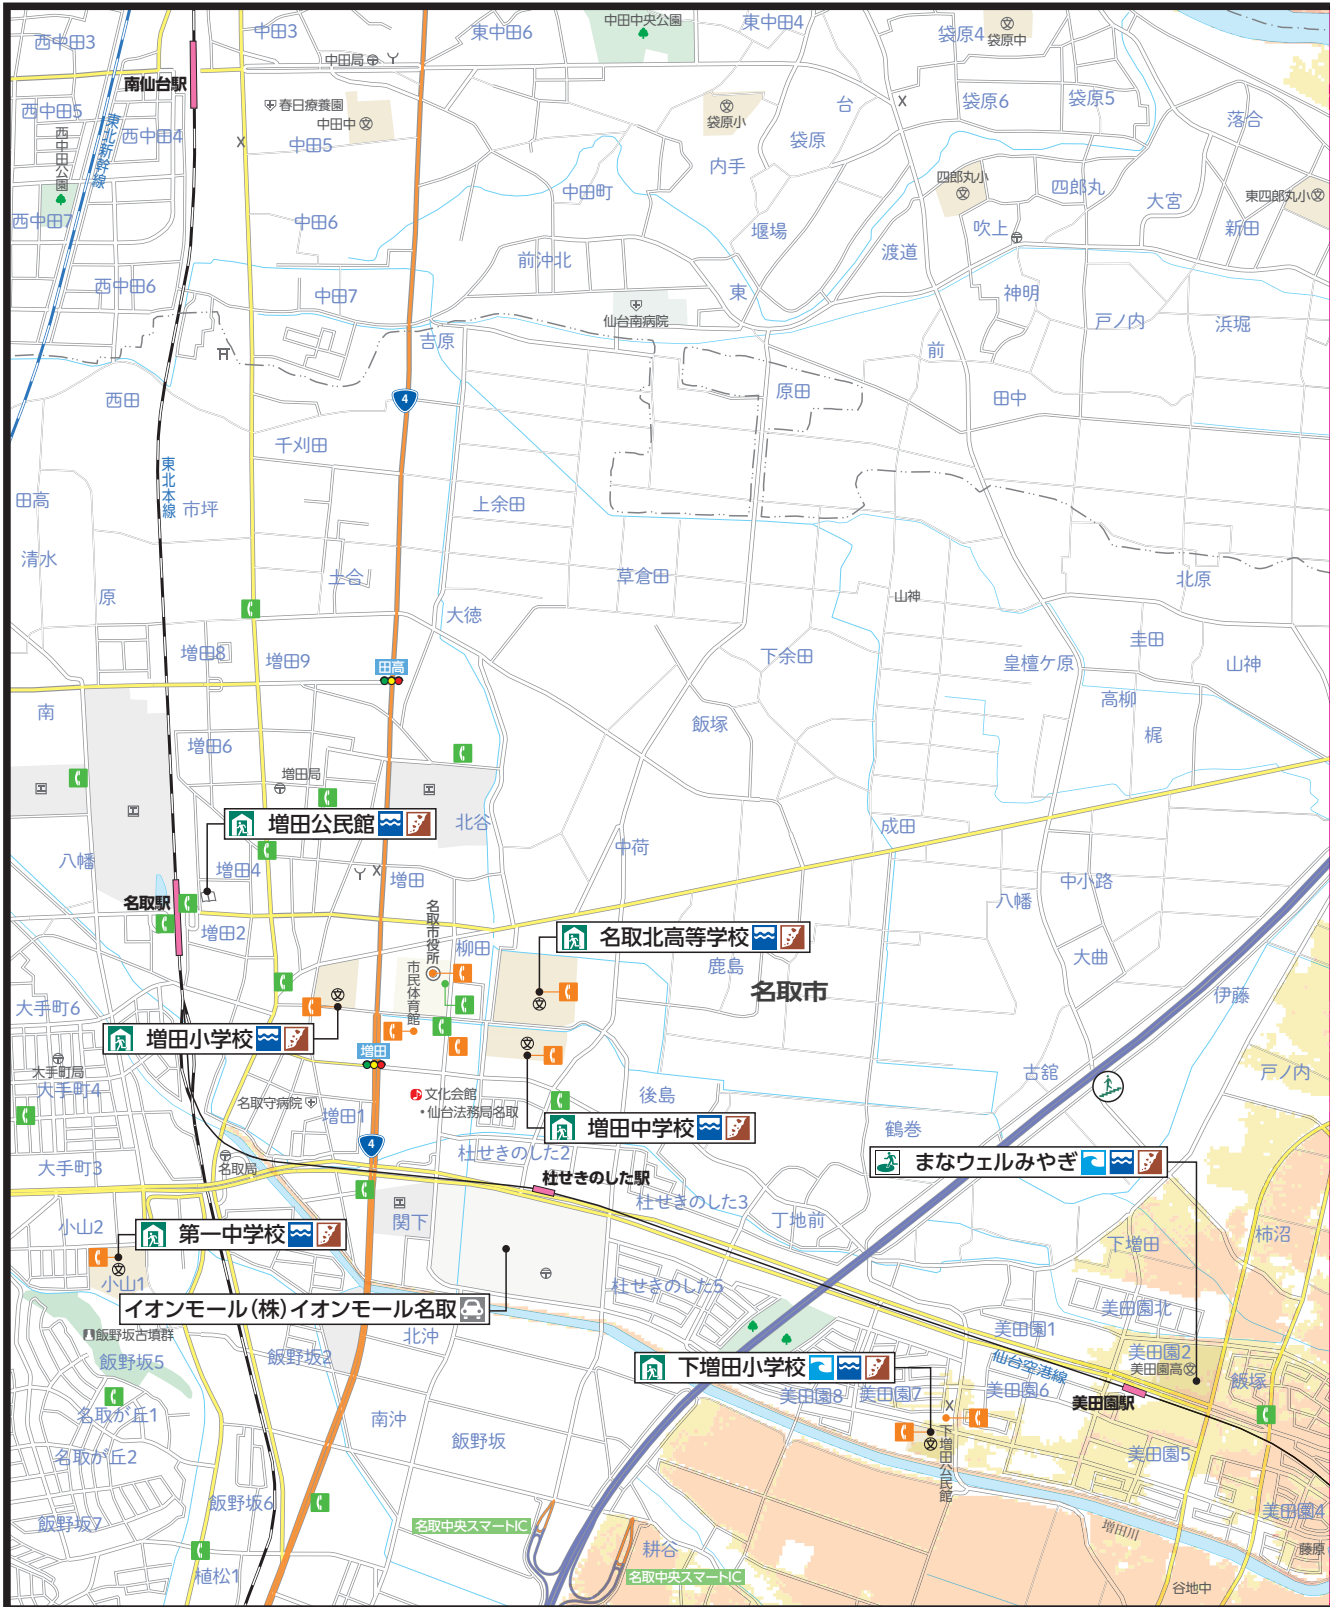 西中田3
中田3
東中田6
中田中央公園
東中田4
袋原4
袋原中
中田局
南仙台駅
西中田5
西中田4
東北新幹線
西中田公園
西中田7
春日療養園
中田中
中田5
袋原小
台
袋原
内手
袋原6
袋原5
落合
四郎丸小
四郎丸
大宮
東四郎丸小
新田
中田町
中田6
堰場
吹上
渡道
前沖北
西中田6
中田7
東
神明
仙台南病院
戸ノ内
浜堀
吉原
前
西田
4
原田
田中
千刈田
東北本線
田高
市坪
上余田
清水
土合
草倉田
北原
原
山神
大徳
増田8
増田9
田高
下余田
皇壇ケ原
圭田
山神
南
高柳
飯塚
梶
増田6
増田局
増田公民館
北谷
成田
中荷
八幡
増田4
増田
中小路
名取駅
八幡
増田2
名取市役所
柳田
名取北高等学校
市民体育館
鹿島
大曲
名取市
伊藤
大手町6
増田小学校
増田
大手町局
大手町4
古舘
戸ノ内
文化会館
仙台法務局名取
後島
名取守病院
増田1
増田中学校
鶴巻
4
杜せきのした2
まなウェルみやぎ
大手町3
名取局
杜せきのした駅
杜せきのした3
丁地前
小山2
第一中学校
関下
下増田
柿沼
小山1
杜せきのした5
イオンモール(株)イオンモール名取
美田園北
飯野坂古墳群
北沖
美田園1
飯野坂5
飯野坂2
美田園2
下増田小学校
仙台空港線
美田園高
飯塚
美田園8
美田園7
美田園6
美田園駅
名取が丘1
南沖
飯野坂
名取が丘2
下増田公民館
美田園5
飯野坂6
美田園4
飯野坂7
名取中央スマートIC
増田川
耕谷
藤原
植松1
名取中央スマートIC
谷地中